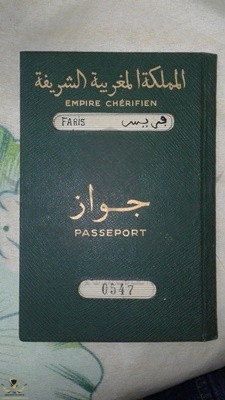 المملكة المغربية الشريفة
EMPIRE CHÉRIFIEN
FARIS فريس
جواز
PASSEPORT
0547